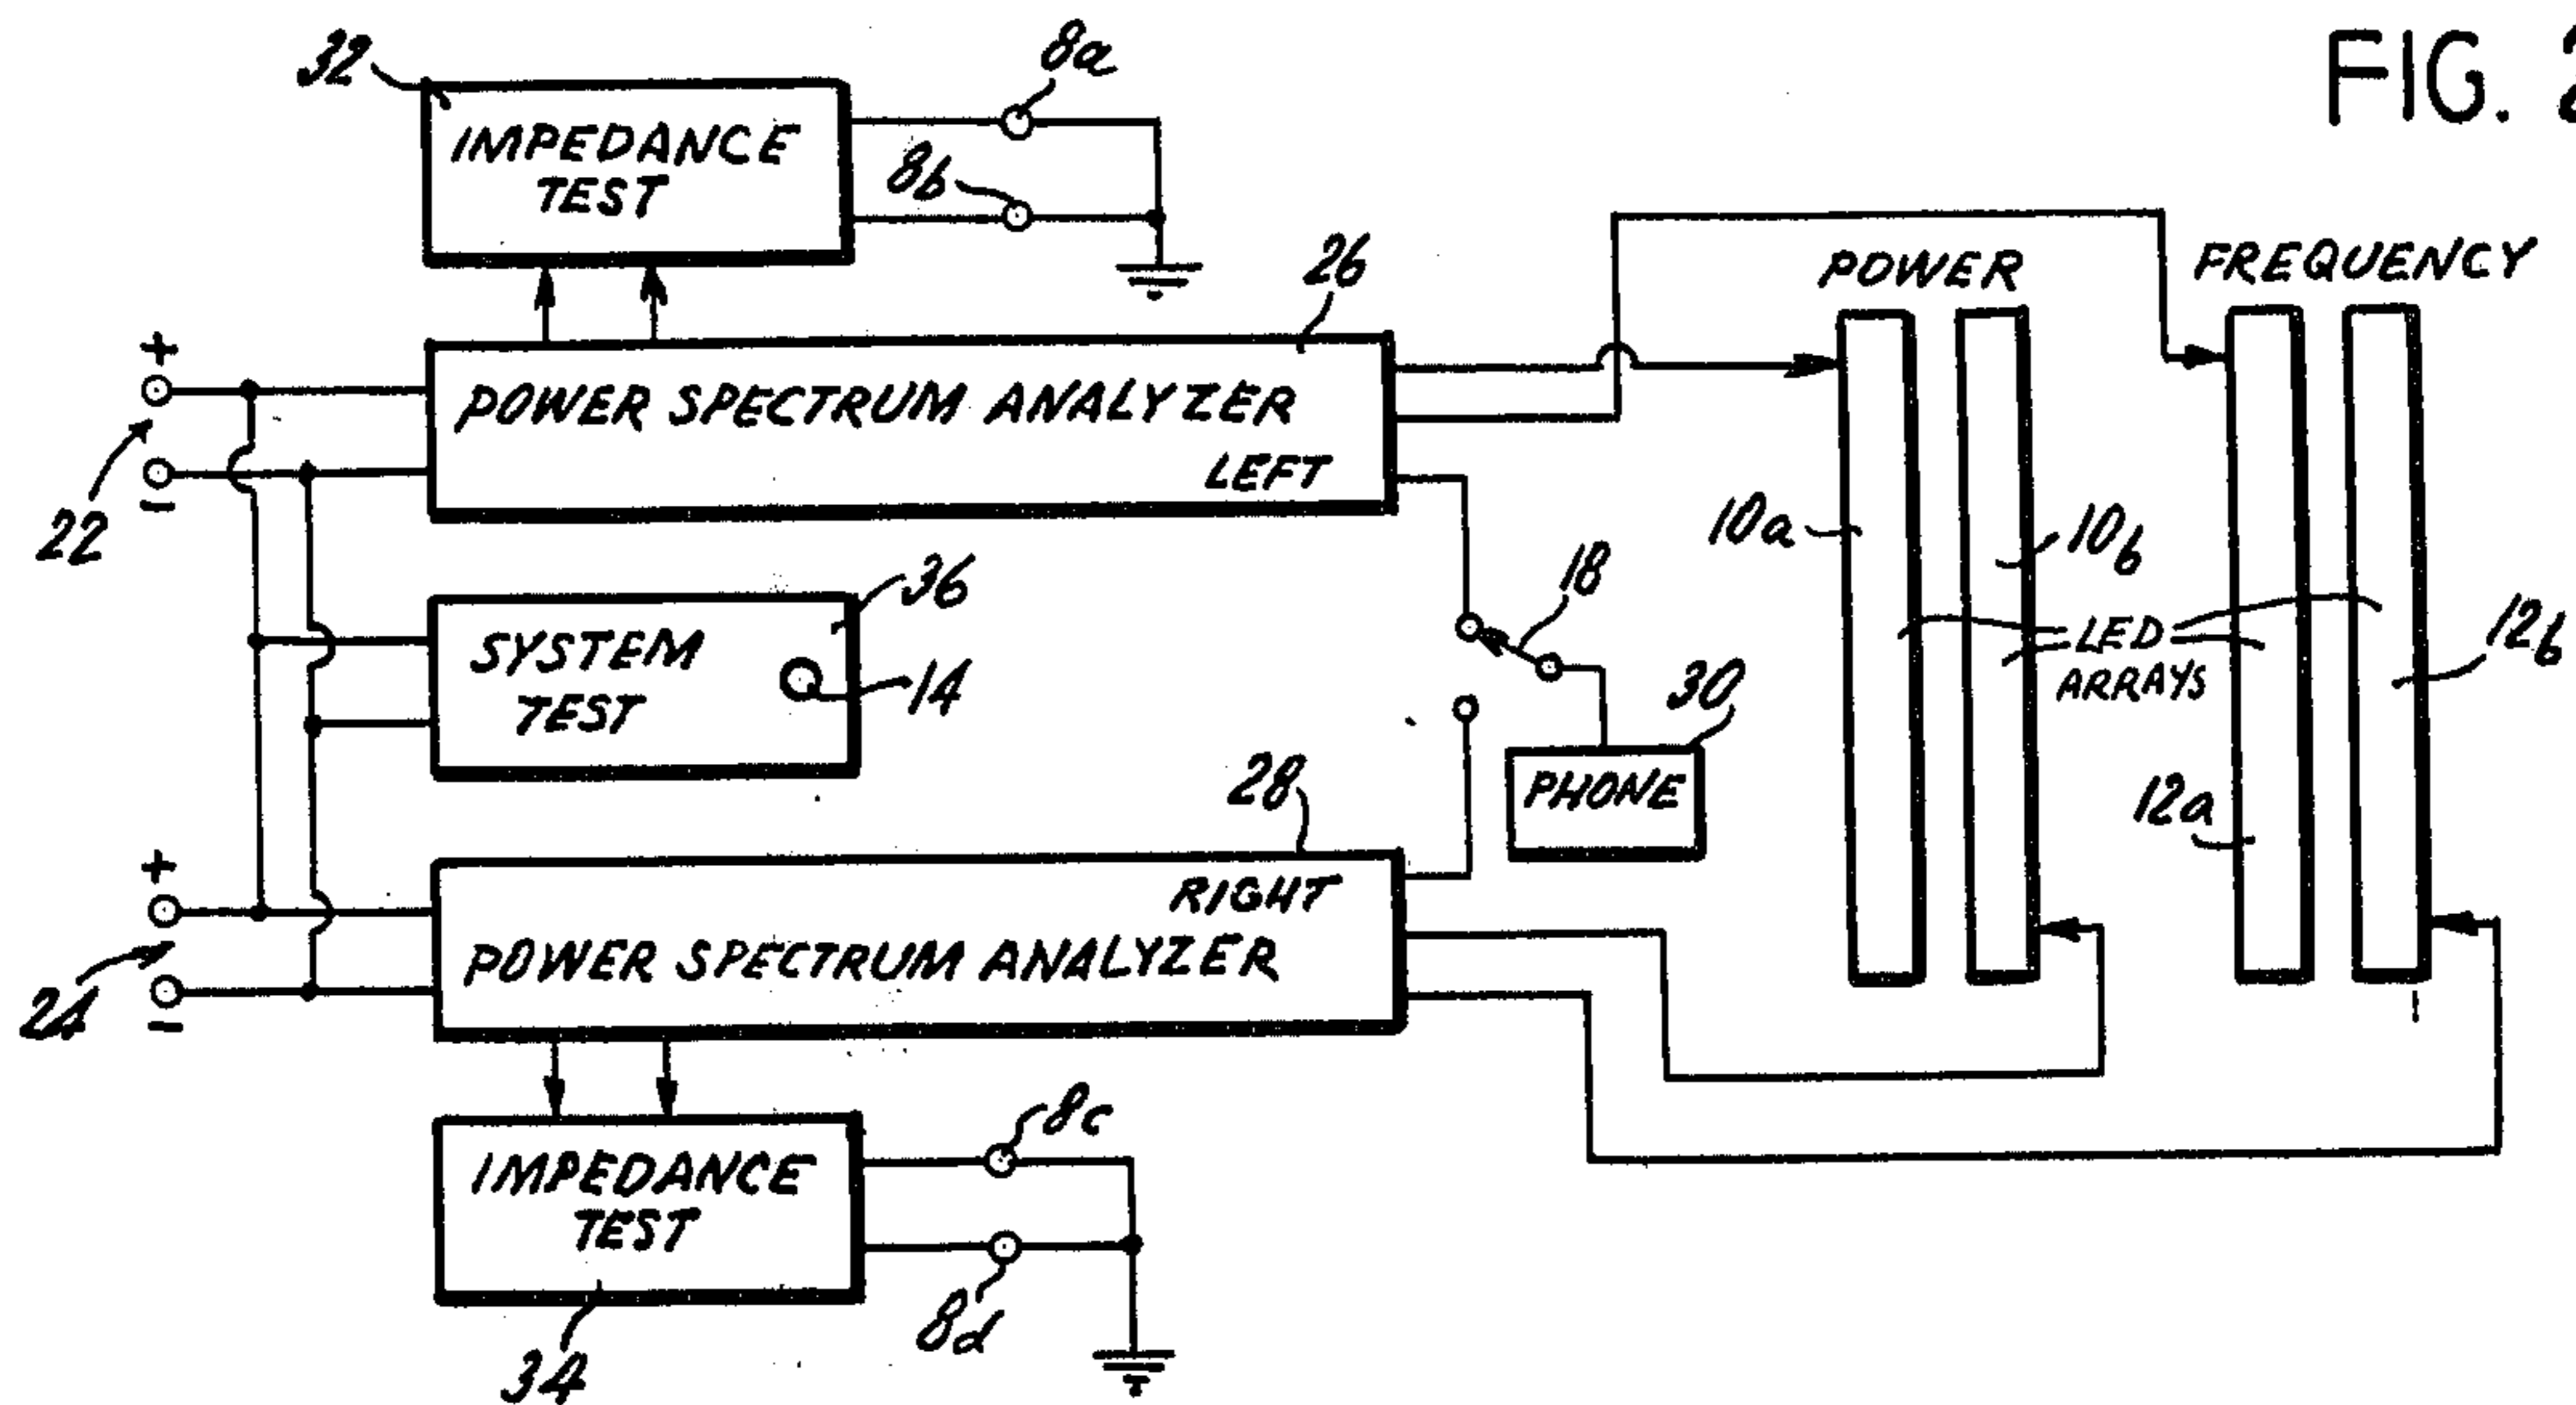 FIG. 2
32
8a
IMPEDANCE
TEST
8b
26
POWER
FREQUENCY
+
POWER SPECTRUM ANALYZER
LEFT
-
22
10a
10b
18
36
SYSTEM
TEST
14
LED
ARRAYS
12b
30
PHONE
12a
28
+
RIGHT
POWER SPECTRUM ANALYZER
24
-
8c
IMPEDANCE
TEST
8d
34